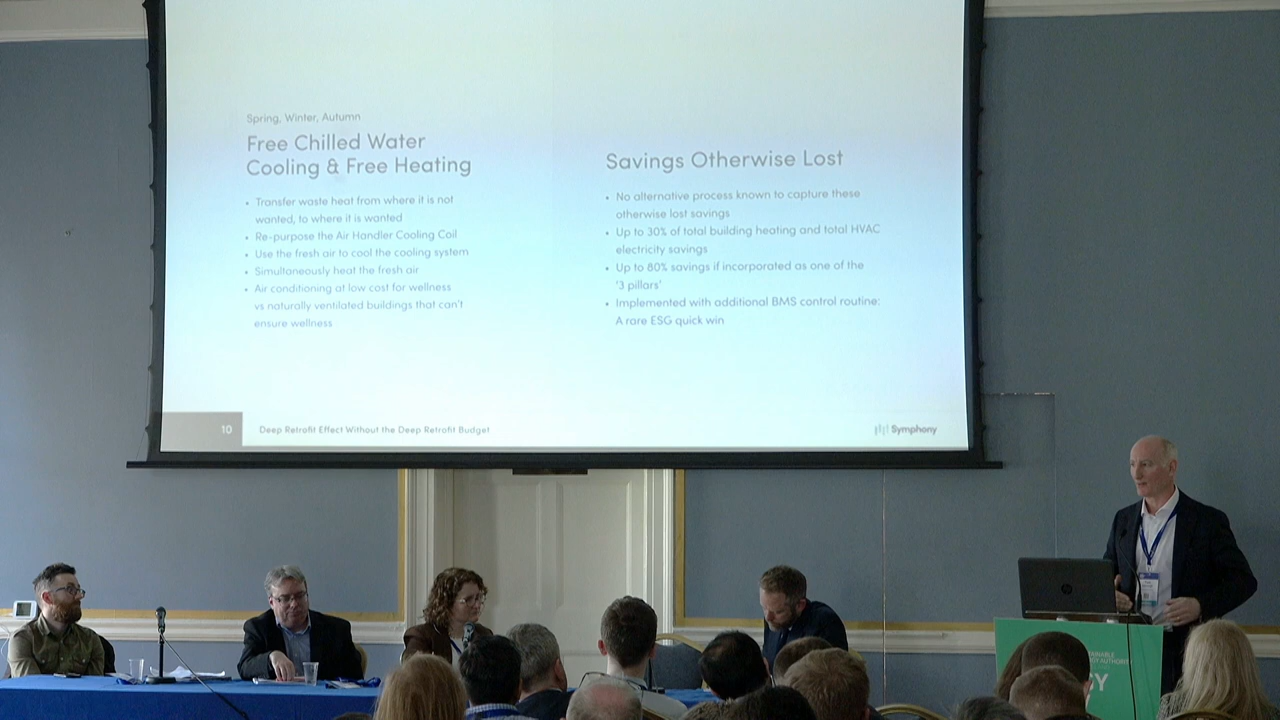 Spring, Winter, Autumn
Free Chilled Water
Cooling & Free Heating
• Transfer waste heat from where it is not
wanted, to where it is wanted
• Re-purpose the Air Handler Cooling Coil
• Use the fresh air to cool the cooling system
• Simultaneously heat the fresh air
• Air conditioning at low cost for wellness
vs naturally ventilated buildings that can't
ensure wellness
Savings Otherwise Lost
• No alternative process known to capture these
otherwise lost savings
• Up to 30% of total building heating and total HVAC
electricity savings
• Up to 80% savings if incorporated as one of the
'3 pillars'
• Implemented with additional BMS control routine:
A rare ESG quick win
10
Deep Retrofit Effect Without the Deep Retrofit Budget
Symphony
hp
AUTHORITY